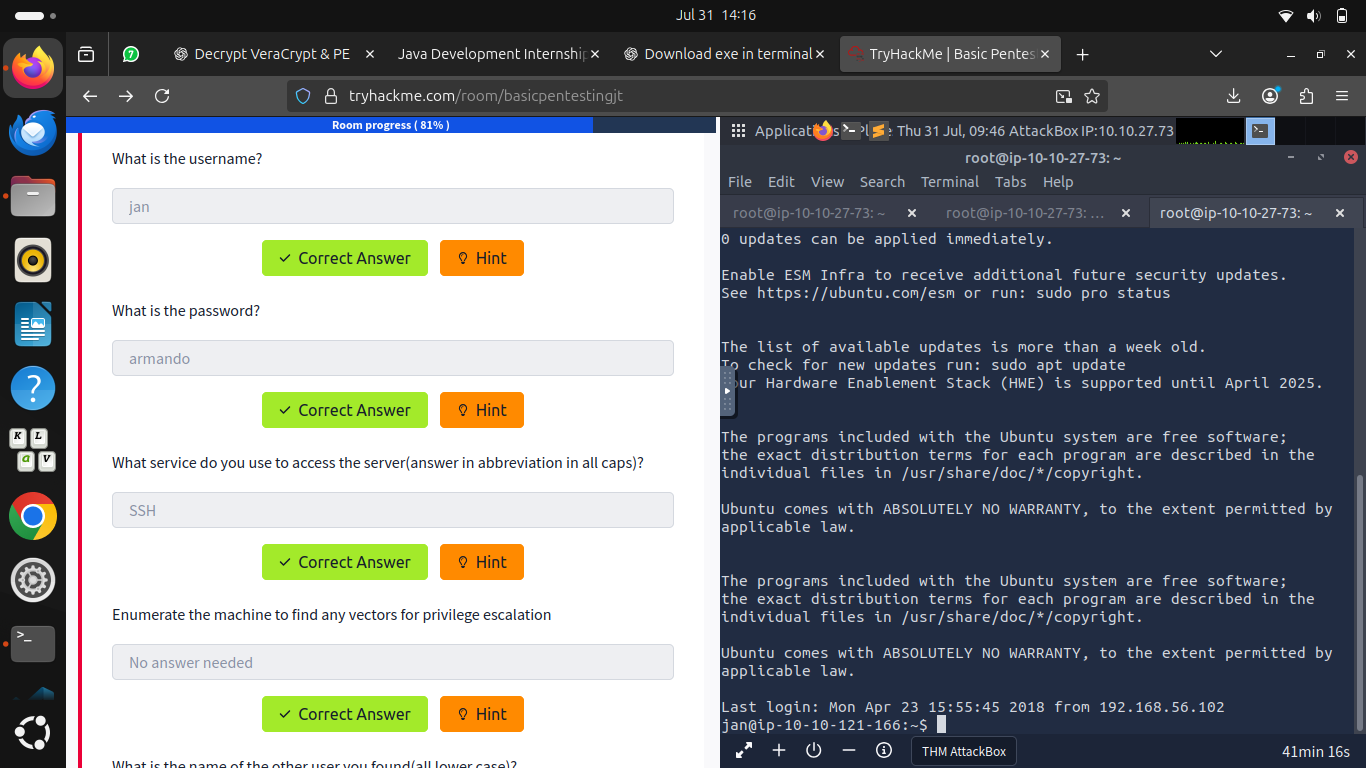 Jul 31 14:16
7
Decrypt VeraCrypt & PE
Java Development Internship
Download exe in terminal
TryHackMe | Basic Pentes
tryhackme.com/room/basicpentestingjt
Room progress ( 81% )
What is the username?
jan
Correct Answer
Hint
What is the password?
armando
Correct Answer
Hint
What service do you use to access the server(answer in abbreviation in all caps)?
SSH
Correct Answer
Hint
Enumerate the machine to find any vectors for privilege escalation
No answer needed
Correct Answer
Hint
What is the name of the other user you found(all lower case)?
Thu 31 Jul, 09:46 AttackBox IP:10.10.27.73
root@ip-10-10-27-73: ~
File Edit View Search Terminal Tabs Help
root@ip-10-10-27-73: ~
root@ip-10-10-27-73: ...
root@ip-10-10-27-73: ~
0 updates can be applied immediately.
Enable ESM Infra to receive additional future security updates.
See https://ubuntu.com/esm or run: sudo pro status
The list of available updates is more than a week old.
To check for new updates run: sudo apt update
our Hardware Enablement Stack (HWE) is supported until April 2025.
The programs included with the Ubuntu system are free software;
the exact distribution terms for each program are described in the
individual files in /usr/share/doc/*/copyright.
Ubuntu comes with ABSOLUTELY NO WARRANTY, to the extent permitted by
applicable law.
The programs included with the Ubuntu system are free software;
the exact distribution terms for each program are described in the
individual files in /usr/share/doc/*/copyright.
Ubuntu comes with ABSOLUTELY NO WARRANTY, to the extent permitted by
applicable law.
Last login: Mon Apr 23 15:55:45 2018 from 192.168.56.102
jan@ip-10-10-121-166:~$
THM AttackBox
41min 16s
K L
a V
>_